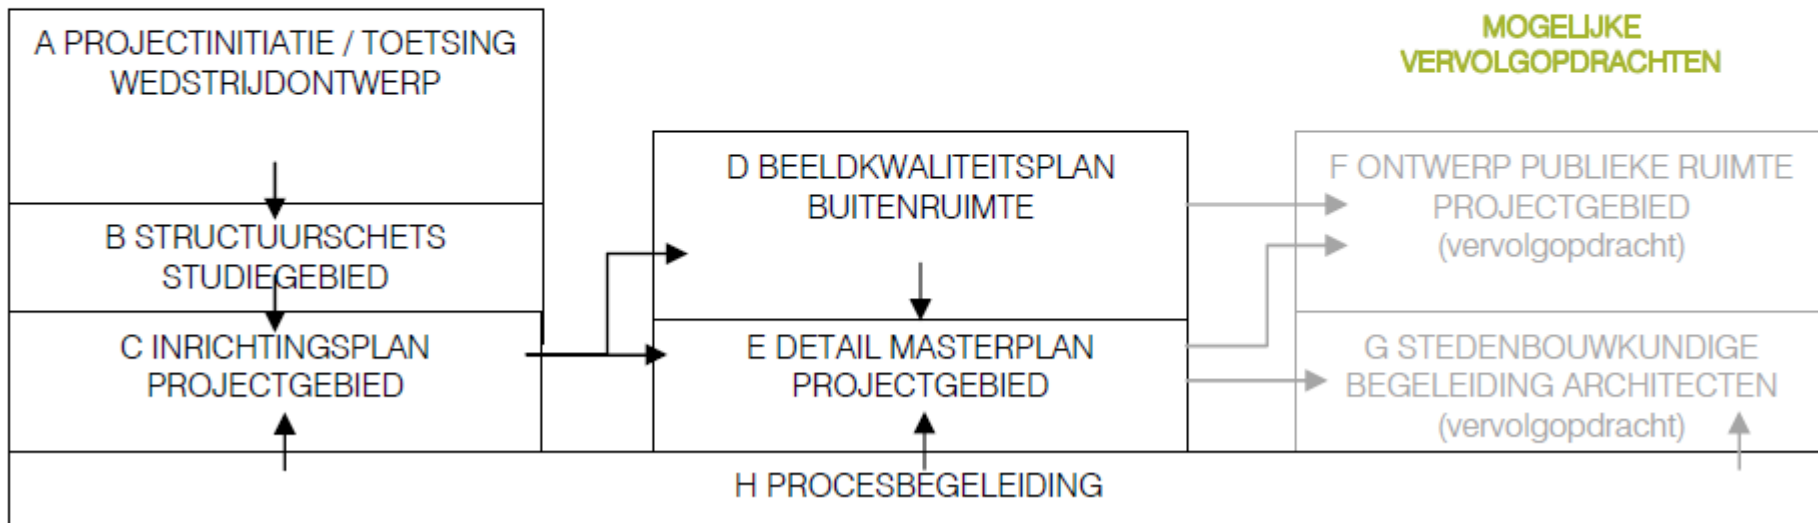 A PROJECTINITIATIE / TOETSING
WEDSTRIJDONTWERP
B STRUCTUURSCHETS
STUDIEGEBIED
C INRICHTINGSPLAN
PROJECTGEBIED
D BEELDKWALITEITSPLAN
BUITENRUIMTE
E DETAIL MASTERPLAN
PROJECTGEBIED
MOGELIJKE
VERVOLGOPDRACHTEN
F ONTWERP PUBLIEKE RUIMTE
PROJECTGEBIED
(vervolgopdracht)
G STEDENBOUWKUNDIGE
BEGELEIDING ARCHITECTEN
(vervolgopdracht)
H PROCESBEGELEIDING